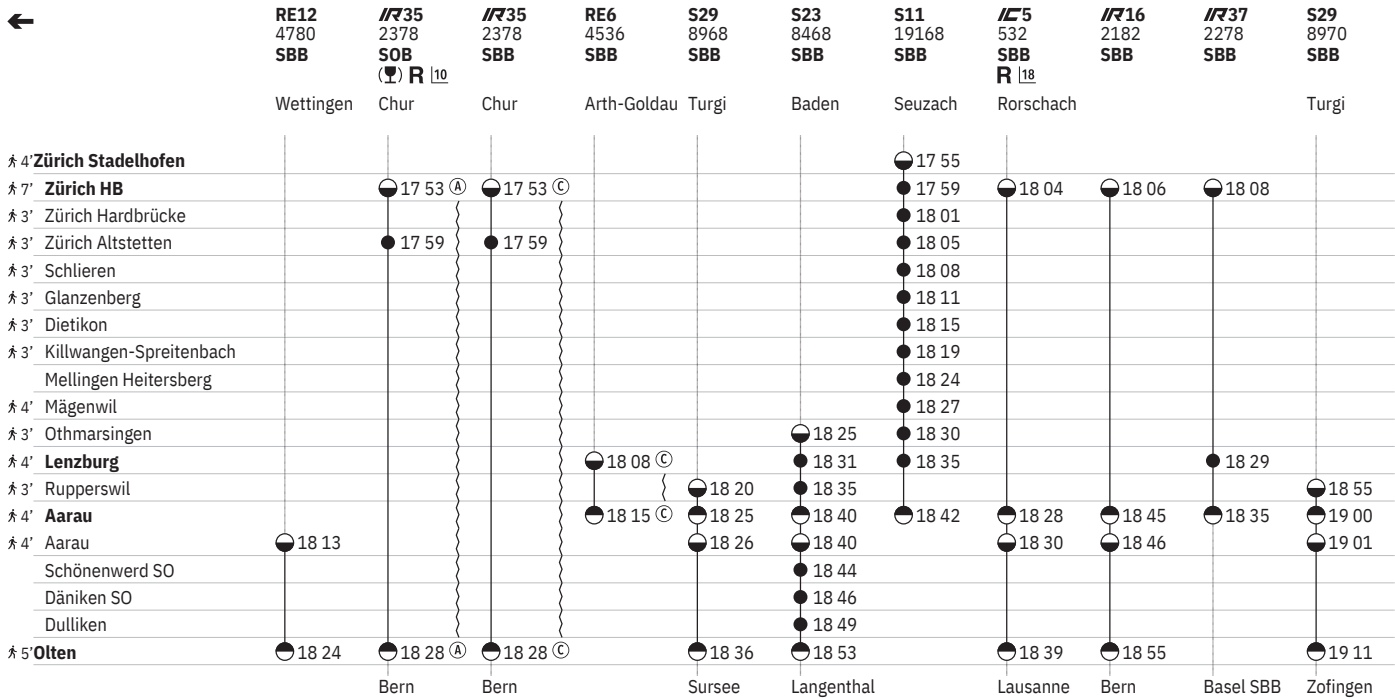 RE12 IR35 IR35 RE6 S29 S23 S11 IC5 IR16 IR37 S29
4780 2378 2378 4536 8968 8468 19168 532 2182 2278 8970
SBB SOB SBB SBB SBB SBB SBB SBB SBB SBB SBB
R 10 R 18
Wettingen Chur Chur Arth-Goldau Turgi Baden Seuzach Rorschach Turgi
4’ Zürich Stadelhofen 17 55
7’ Zürich HB 17 53 A 17 53 C 17 59 18 04 18 06 18 08
3’ Zürich Hardbrücke 18 01
3’ Zürich Altstetten 17 59 17 59 18 05
3’ Schlieren 18 08
3’ Glanzenberg 18 11
3’ Dietikon 18 15
3’ Killwangen-Spreitenbach 18 19
Mellingen Heitersberg 18 24
4’ Mägenwil 18 27
3’ Othmarsingen 18 25 18 30
4’ Lenzburg 18 08 C 18 31 18 35 18 29
3’ Rupperswil 18 20 18 35 18 55
4’ Aarau 18 15 C 18 25 18 40 18 42 18 28 18 45 18 35 19 00
4’ Aarau 18 13 18 26 18 40 18 30 18 46 19 01
Schönenwerd SO 18 44
Däniken SO 18 46
Dulliken 18 49
5’ Olten 18 24 18 28 A 18 28 C 18 36 18 53 18 39 18 55 19 11
Bern Bern Sursee Langenthal Lausanne Bern Basel SBB Zofingen